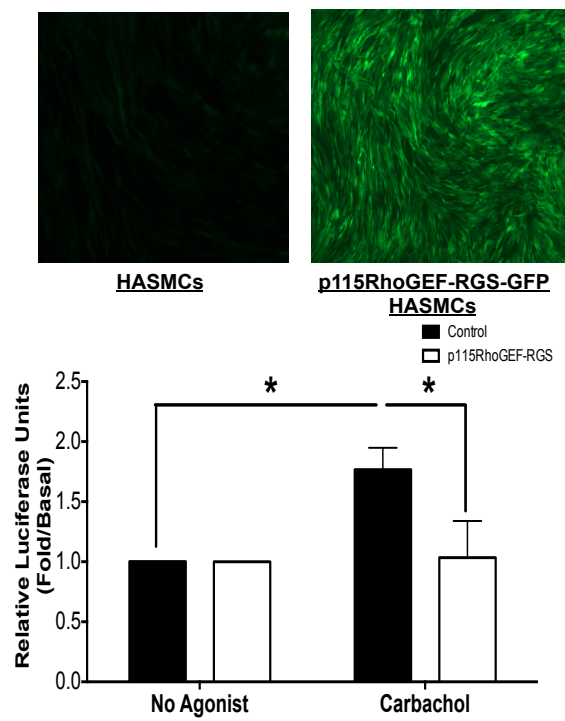 HASMCs
p115RhoGEF-RGS-GFP
HASMCs
Control
p115RhoGEF-RGS
Relative Luciferase Units
(Fold/Basal)
2.5
2.0
1.5
1.0
0.5
0.0
*
*
No Agonist
Carbachol